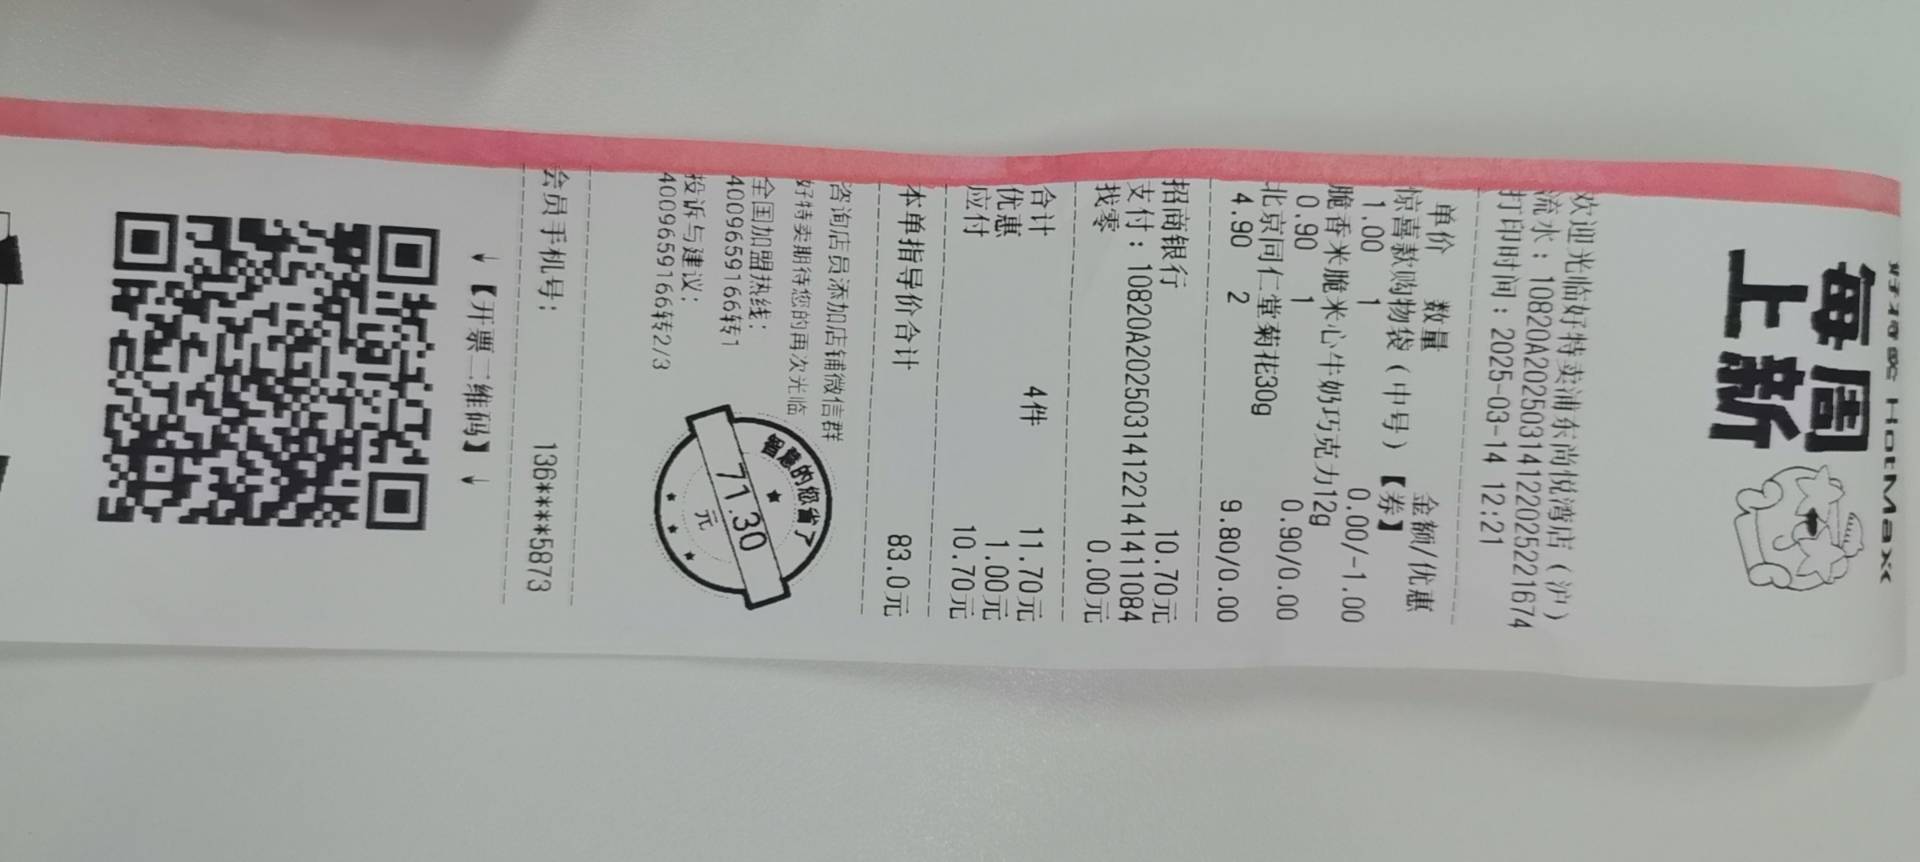 好特卖 HotMaxx
每周
上新
欢迎光临好特卖浦东尚悦湾店（沪）
流水：10820A2025031412202522​1674
打印时间：2025-03-14 12:21
单价 数量 金额/优惠
惊喜款购物袋（中号）【券】
1.00 1 0.00/-1.00
脆香米脆米心牛奶巧克力12g
0.90 1 0.90/0.00
北京同仁堂菊花30g
4.90 2 9.80/0.00
招商银行 10.70元
支付：10820A20250314122141411084
找零 0.00元
合计 4件 11.70元
优惠 1.00元
应付 10.70元
本单指导价合计 83.0元
咨询店员添加店铺微信群
好特卖期待您的再次光临
全国加盟热线：
4009659166转1
投诉与建议：
4009659166转2/3
智慧的您省了
71.30
元
会员手机号： 136****5873
↓【开票二维码】↓